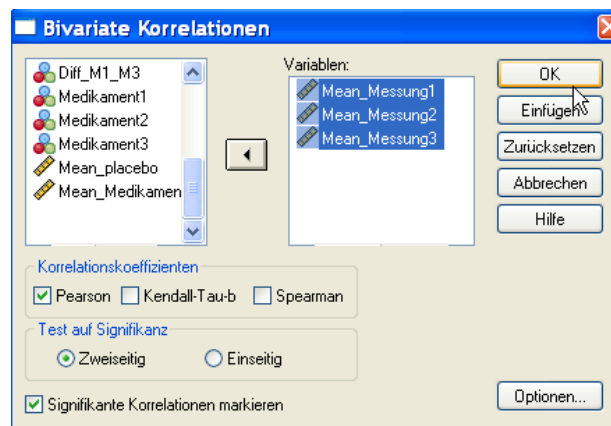 Bivariate Korrelationen
Diff_M1_M3
Medikament1
Medikament2
Medikament3
Mean_placebo
Mean_Medikamen
Variablen:
Mean_Messung1
Mean_Messung2
Mean_Messung3
OK
Einfügen
Zurücksetzen
Abbrechen
Hilfe
Korrelationskoeffizienten
Pearson Kendall-Tau-b Spearman
Test auf Signifikanz
Zweiseitig Einseitig
Signifikante Korrelationen markieren
Optionen...